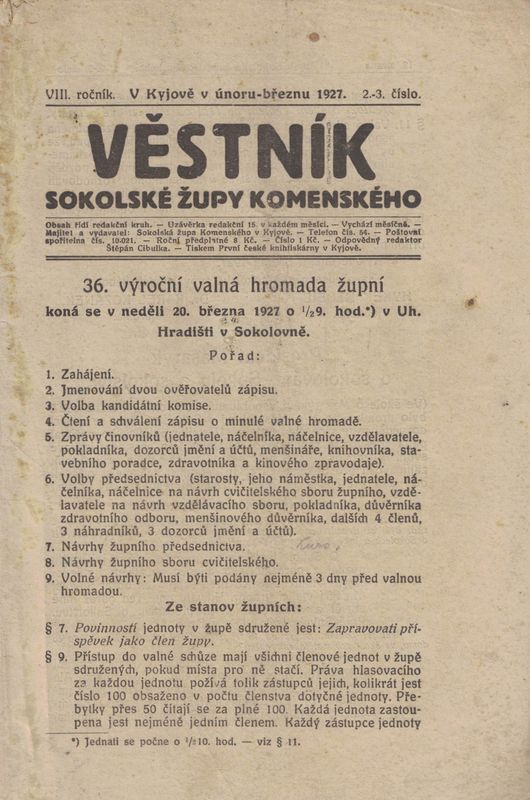 VIII. ročník. V Kyjově v únoru-březnu 1927. 2.-3. číslo.
VĚSTNÍK
SOKOLSKÉ ŽUPY KOMENSKÉHO
Obsah řídí redakční kruh. — Uzávěrka redakční 15. v každém měsíci. — Vychází měsíčně. —
Majitel a vydavatel: Sokolská župa Komenského v Kyjově. — Telefon čís. 54. — Poštovní
spořitelna čís. 10-021. — Roční předplatné 8 Kč. — Číslo 1 Kč. — Odpovědný redaktor
Štěpán Cibulka. — Tiskem První české knihtiskárny v Kyjově.
36. výroční valná hromada župní
koná se v neděli 20. března 1927 o ½9. hod.*) v Uh.
Hradišti v Sokolovně.
Pořad:
1. Zahájení.
2. Jmenování dvou ověřovatelů zápisu.
3. Volba kandidátní komise.
4. Čtení a schválení zápisu o minulé valné hromadě.
5. Zprávy činovníků (jednatele, náčelníka, náčelnice, vzdělavatele,
pokladníka, dozorců jmění a účtů, menšináře, knihovníka, sta-
vebního poradce, zdravotníka a kinového zpravodaje).
6. Volby předsednictva (starosty, jeho náměstka, jednatele, ná-
čelníka, náčelnice na návrh cvičitelského sboru župního, vzdě-
lavatele na návrh vzdělávacího sboru, pokladníka, důvěrníka
zdravotního odboru, menšinového důvěrníka, dalších 4 členů,
3 náhradníků, 3 dozorců jmění a účtů).
7. Návrhy župního předsednictva.
8. Návrhy župního sboru cvičitelského.
9. Volné návrhy: Musí býti podány nejméně 3 dny před valnou
hromadou.
Ze stanov župních:
§ 7. Povinností jednoty v župě sdružené jest: Zapravovati pří-
spěvek jako člen župy.
§ 9. Přístup do valné schůze mají všichni členové jednot v župě
sdružených, pokud místa pro ně stačí. Práva hlasovacího
za každou jednotu požívá tolik zástupců jejich, kolikrát jest
číslo 100 obsaženo v počtu členstva dotyčné jednoty. Pře-
bytky přes 50 čítají se za plné 100. Každá jednota zastou-
pena jest nejméně jedním členem. Každý zástupce jednoty
*) Jednati se počne o ½10. hod. — viz § 11.